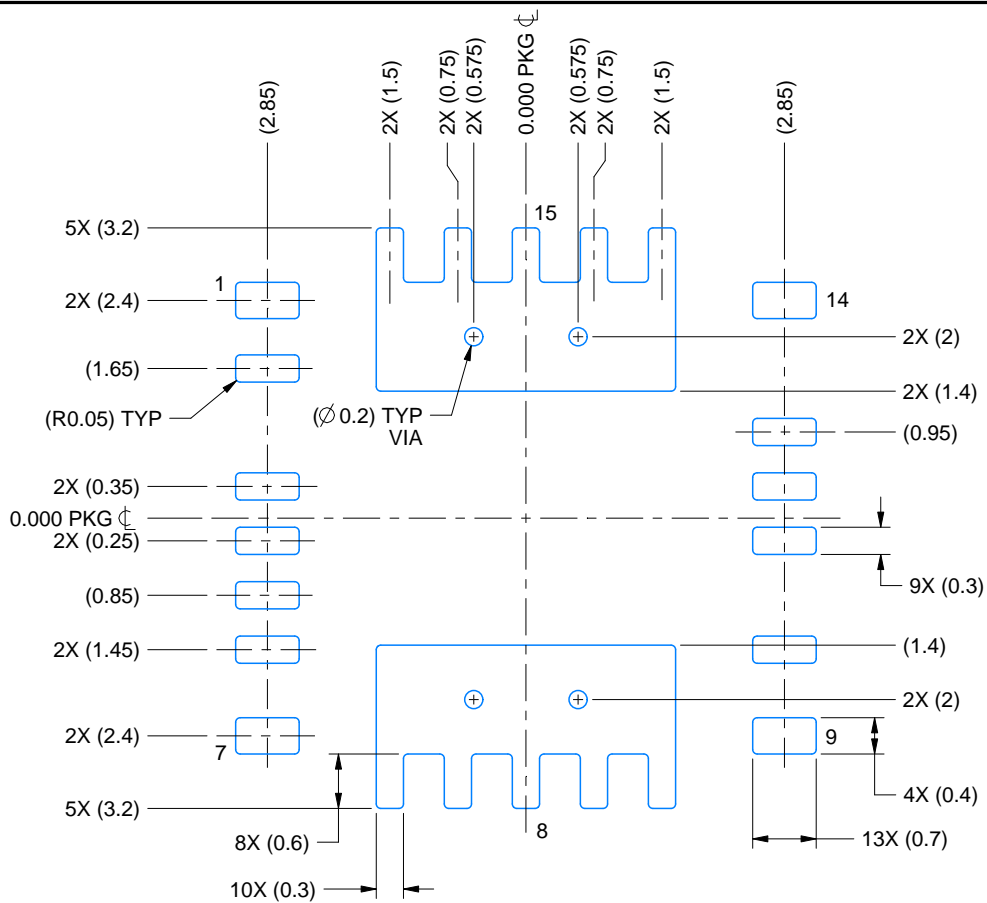 (2.85)
2X (1.5)
2X (0.75)
2X (0.575)
0.000 PKG ℄
2X (0.575)
2X (0.75)
2X (1.5)
(2.85)
5X (3.2)
15
1
2X (2.4)
14
2X (2)
(1.65)
2X (1.4)
(R0.05) TYP
(∅ 0.2) TYP
VIA
(0.95)
2X (0.35)
0.000 PKG ℄
2X (0.25)
9X (0.3)
(0.85)
2X (1.45)
(1.4)
2X (2)
2X (2.4)
7
9
4X (0.4)
5X (3.2)
8
8X (0.6)
13X (0.7)
10X (0.3)